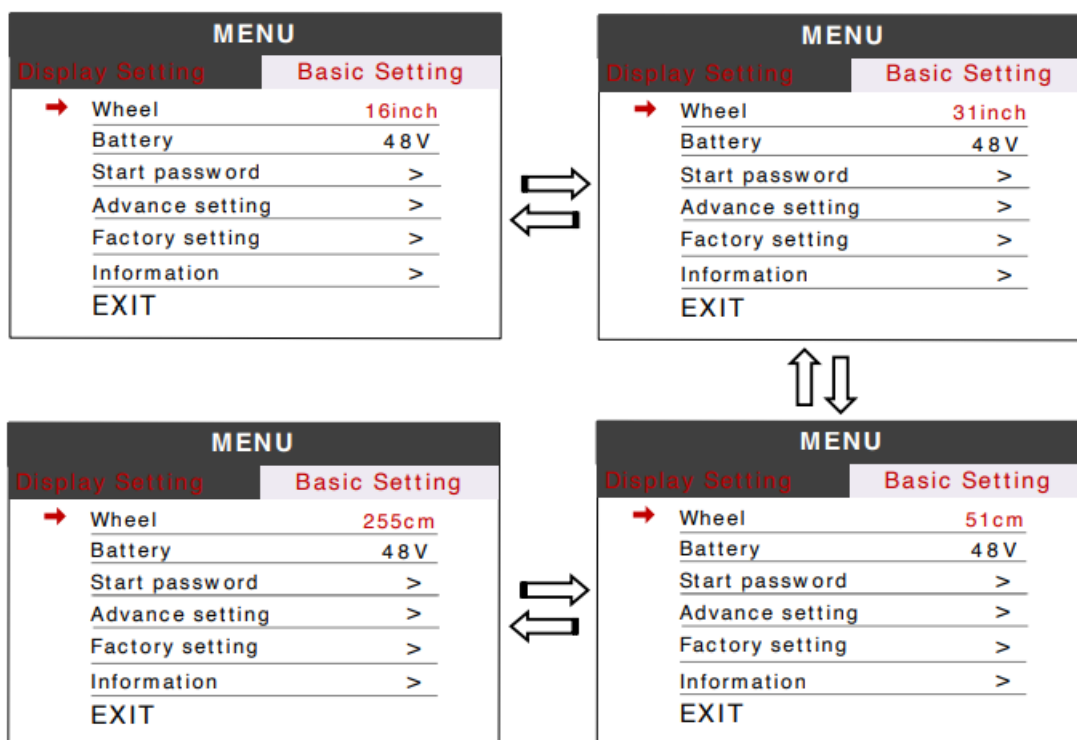 MENU
Display Setting Basic Setting
Wheel 16inch
Battery 48V
Start password >
Advance setting >
Factory setting >
Information >
EXIT
MENU
Display Setting Basic Setting
Wheel 31inch
Battery 48V
Start password >
Advance setting >
Factory setting >
Information >
EXIT
MENU
Display Setting Basic Setting
Wheel 255cm
Battery 48V
Start password >
Advance setting >
Factory setting >
Information >
EXIT
MENU
Display Setting Basic Setting
Wheel 51cm
Battery 48V
Start password >
Advance setting >
Factory setting >
Information >
EXIT